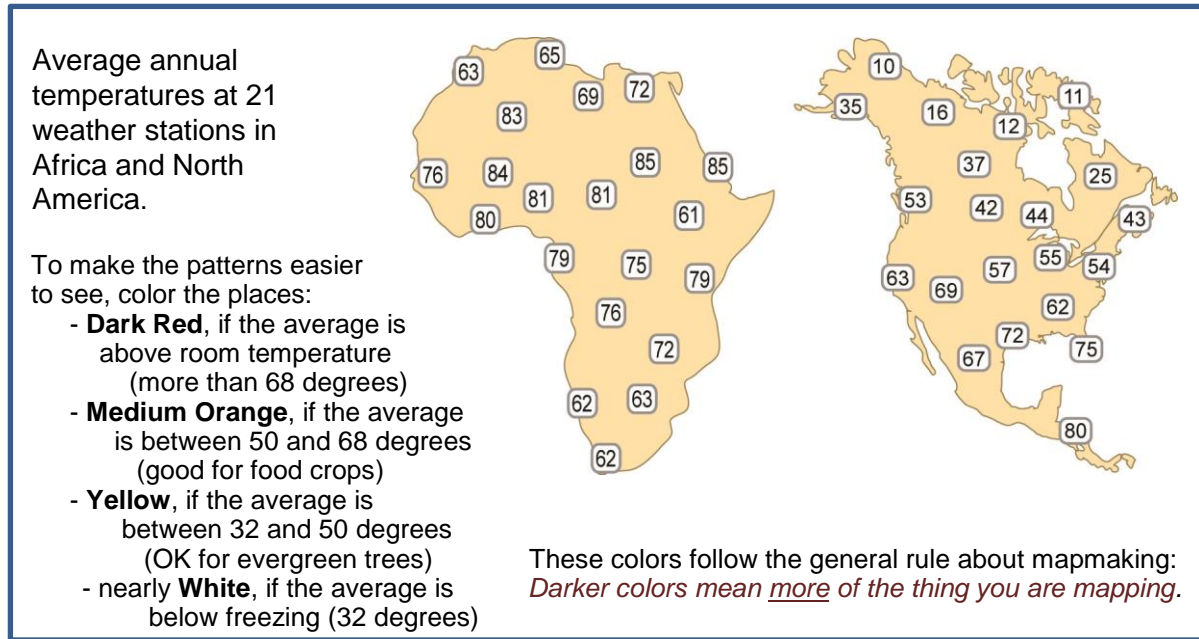 Average annual
temperatures at 21
weather stations in
Africa and North
America.
To make the patterns easier
to see, color the places:
- Dark Red, if the average is
above room temperature
(more than 68 degrees)
- Medium Orange, if the average
is between 50 and 68 degrees
(good for food crops)
- Yellow, if the average is
between 32 and 50 degrees
(OK for evergreen trees)
- nearly White, if the average is
below freezing (32 degrees)
65
63
69
72
83
76
84
85
85
81
81
80
61
79
75
79
76
72
62
63
62
10
35
16
12
11
37
25
53
42
44
43
55
54
63
57
69
62
72
75
67
80
These colors follow the general rule about mapmaking:
Darker colors mean more of the thing you are mapping.